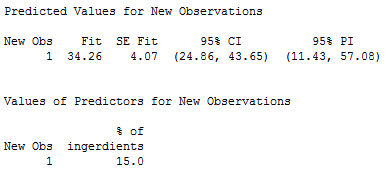 Predicted Values for New Observations
New Obs Fit SE Fit 95% CI 95% PI
1 34.26 4.07 (24.86, 43.65) (11.43, 57.08)
Values of Predictors for New Observations
% of
New Obs ingerdients
1 15.0